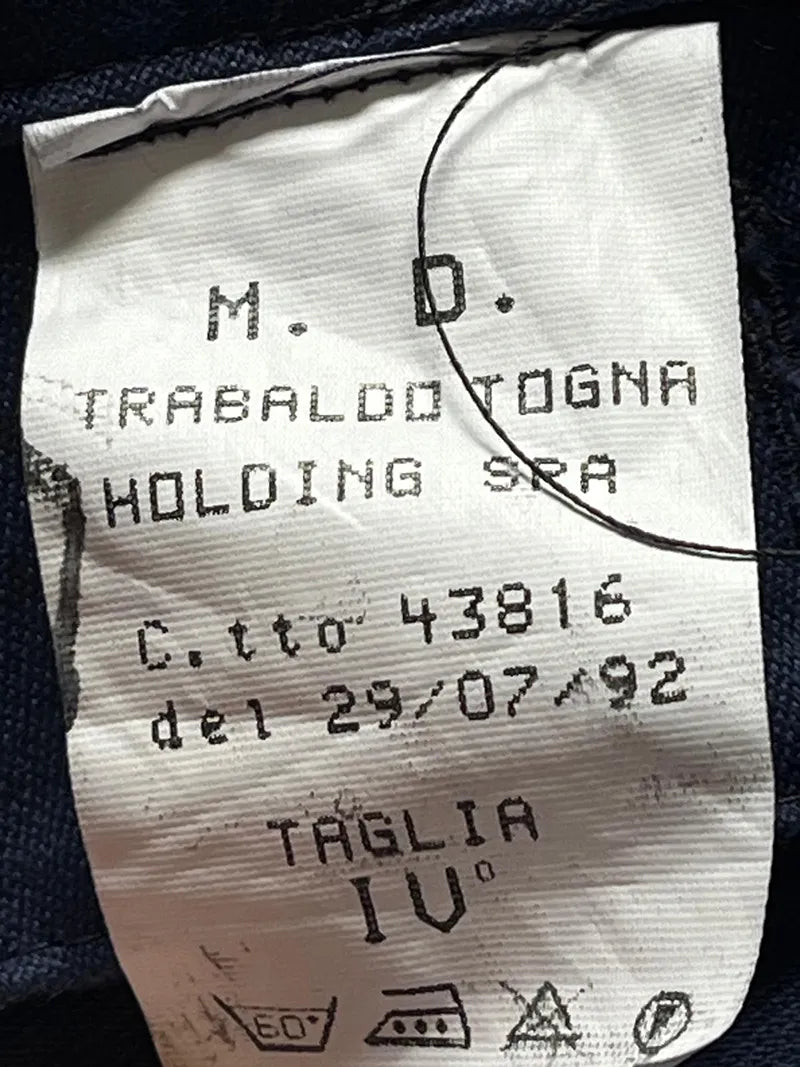 M. D.
TRABALDO TOGNA
HOLDING SPA
C.tto 43816
del 29/07/92
TAGLIA
IV°
60°
F